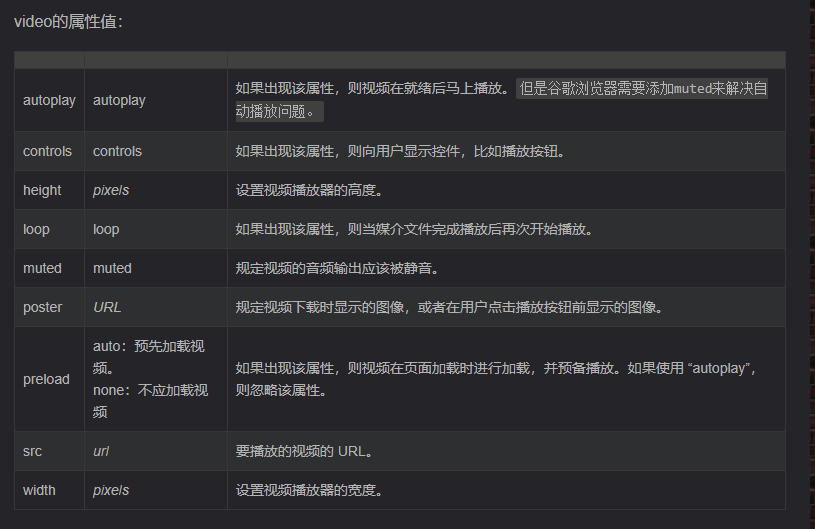 video的属性值：
autoplay autoplay 如果出现该属性，则视频在就绪后马上播放。但是谷歌浏览器需要添加muted来解决自
动播放问题。
controls controls 如果出现该属性，则向用户显示控件，比如播放按钮。
height pixels 设置视频播放器的高度。
loop loop 如果出现该属性，则当媒介文件完成播放后再次开始播放。
muted muted 规定视频的音频输出应该被静音。
poster URL 规定视频下载时显示的图像，或者在用户点击播放按钮前显示的图像。
preload
auto：预先加载视
频。
none：不应加载视
频
如果出现该属性，则视频在页面加载时进行加载，并预备播放。如果使用 “autoplay”，
则忽略该属性。
src url 要播放的视频的 URL。
width pixels 设置视频播放器的宽度。